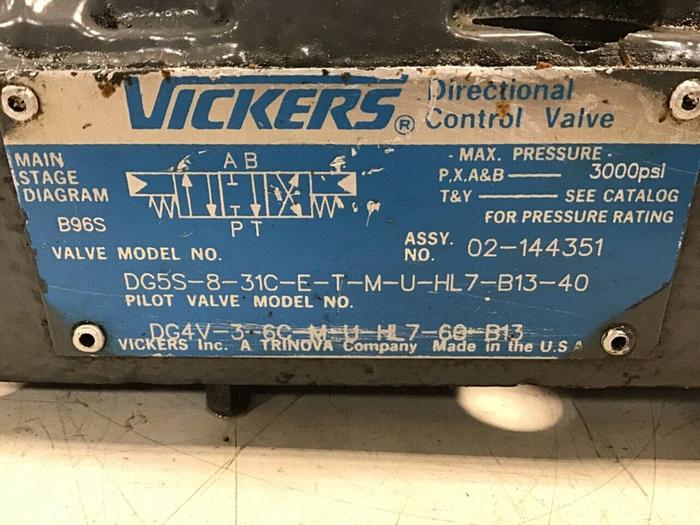 VICKERS® Directional
Control Valve
MAIN
STAGE
DIAGRAM
B96S
A B
P T
- MAX. PRESSURE -
P,X,A&B — 3000psi
T&Y — SEE CATALOG
FOR PRESSURE RATING
VALVE MODEL NO.
ASSY.
NO. 02-144351
DG5S-8-31C-E-T-M-U-HL7-B13-40
PILOT VALVE MODEL NO.
DG4V-3-6C-M-U-HL7-60-B13
VICKERS Inc. A TRINOVA Company Made in the U.S.A